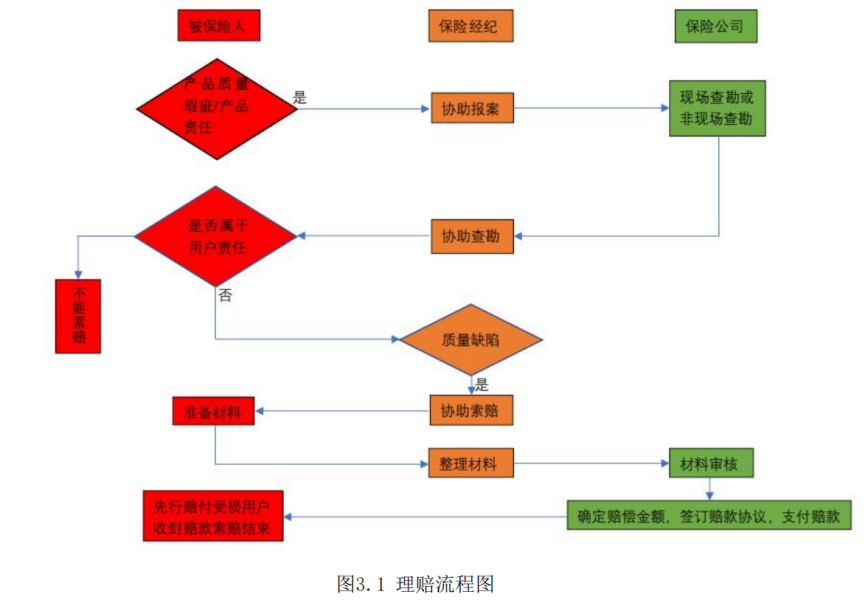 被保险人
保险经纪
保险公司
产品质量
瑕疵/产品
责任
是
协助报案
现场查勘或
非现场查勘
是否属于
用户责任
协助查勘
不
能
索
赔
否
质量缺陷
是
准备材料
协助索赔
整理材料
材料审核
先行赔付受损用户
收到赔款索赔结束
确定赔偿金额，签订赔款协议，支付赔款
图3.1 理赔流程图